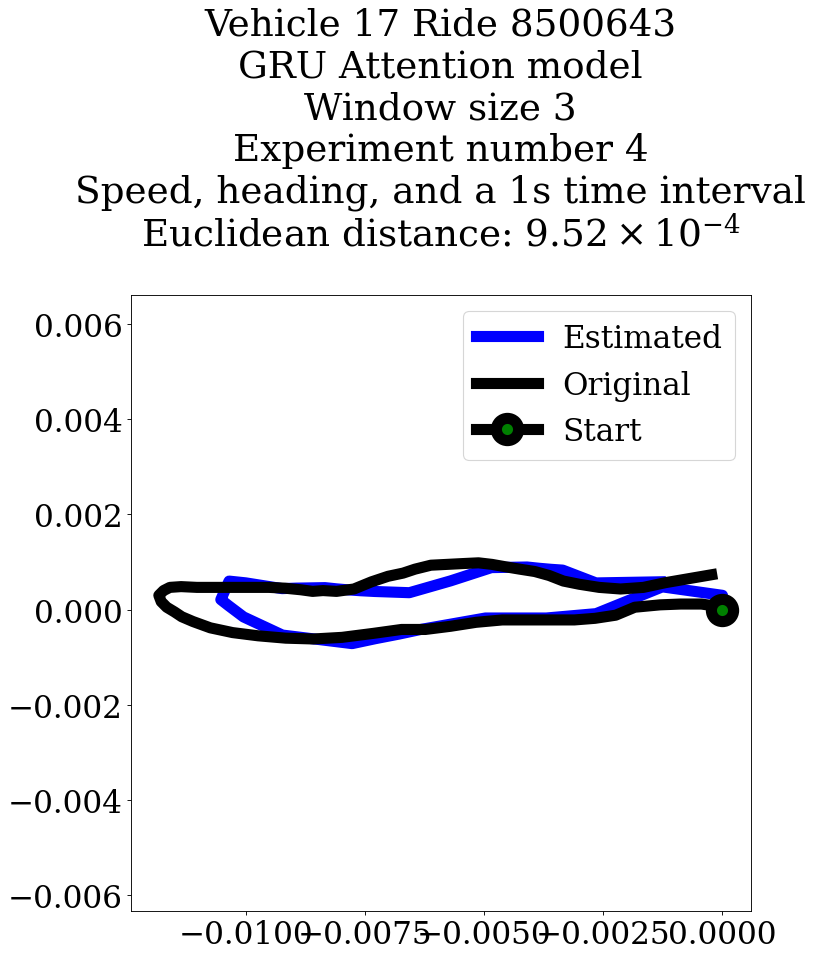 Vehicle 17 Ride 8500643
GRU Attention model
Window size 3
Experiment number 4
Speed, heading, and a 1s time interval
Euclidean distance: 9.52 × 10⁻⁴
Estimated
Original
Start
0.006
0.004
0.002
0.000
−0.002
−0.004
−0.006
−0.0100 −0.0075 −0.0050 −0.0025 0.0000